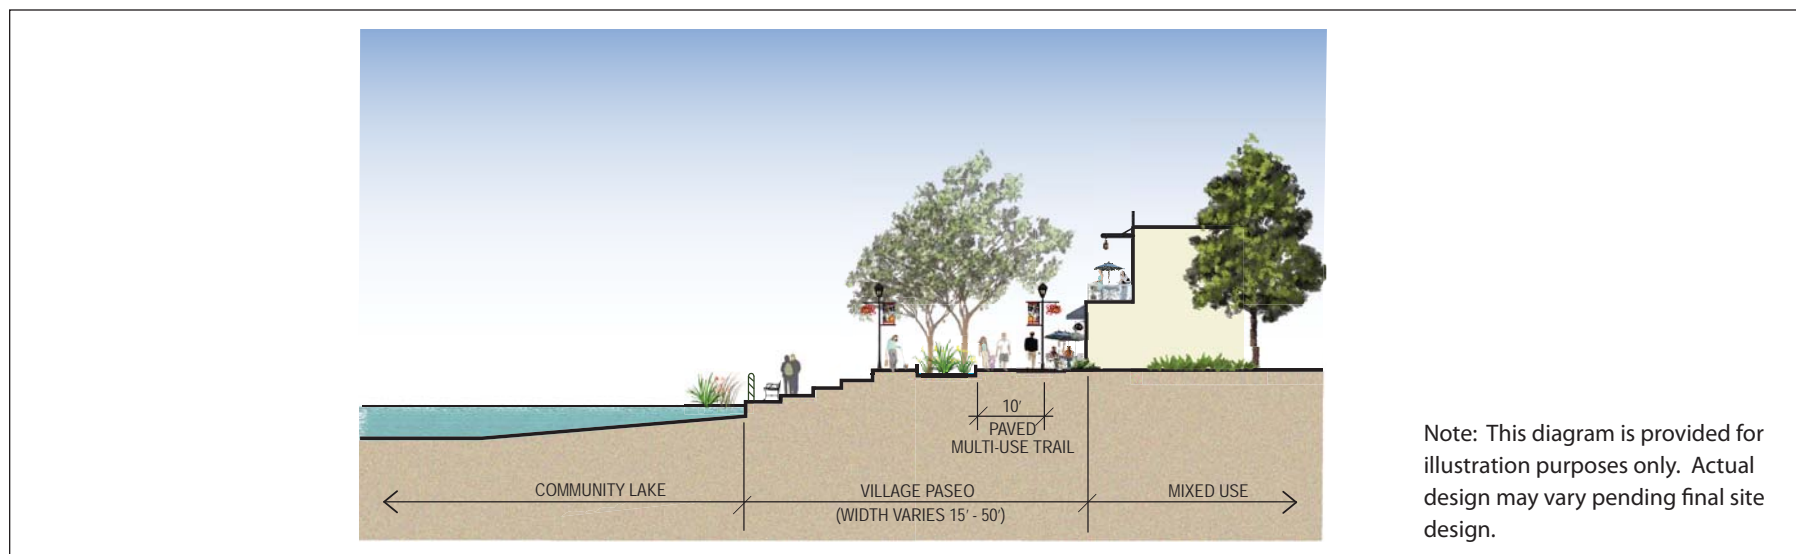 10'
PAVED
MULTI-USE TRAIL
COMMUNITY LAKE
VILLAGE PASEO
(WIDTH VARIES 15' - 50')
MIXED USE
Note:  This diagram is provided for
illustration purposes only.  Actual
design may vary pending final site
design.